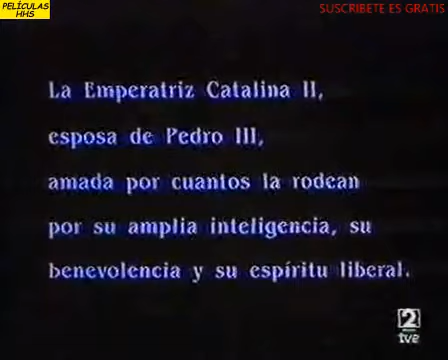 PELÍCULAS
HHS
SUSCRIBETE ES GRATIS
La Emperatriz Catalina II,
esposa de Pedro III,
amada por cuantos la rodean
por su amplia inteligencia, su
benevolencia y su espíritu liberal.
2
tve